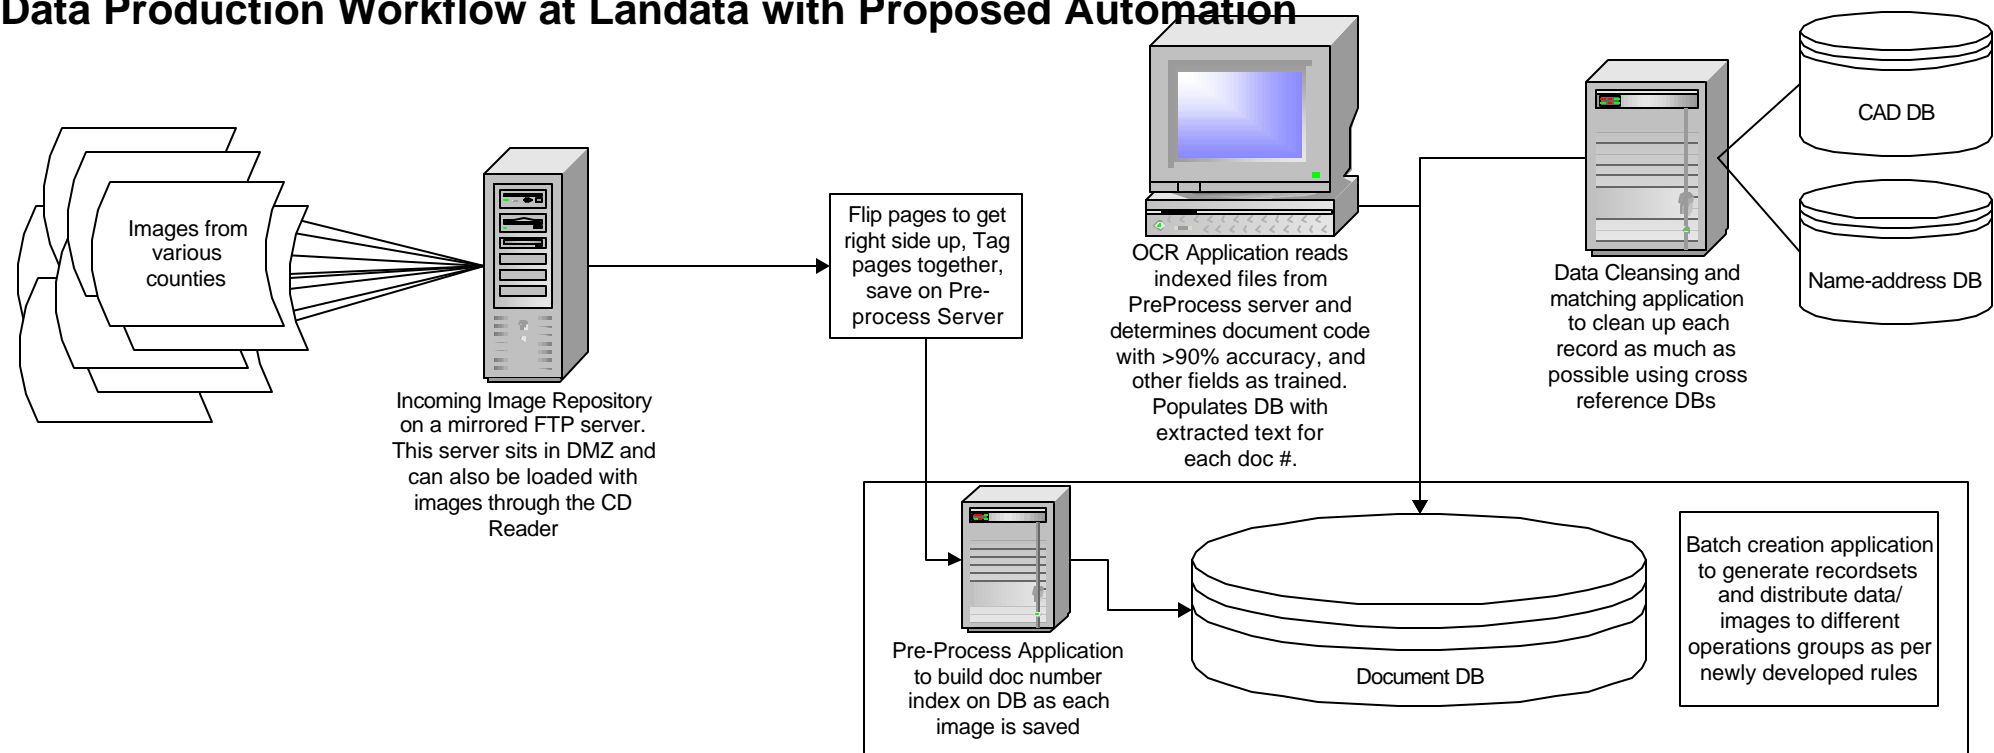 Data Production Workflow at Landata with Proposed Automation
Images from
various
counties
Incoming Image Repository
on a mirrored FTP server.
This server sits in DMZ and
can also be loaded with
images through the CD
Reader
Flip pages to get
right side up, Tag
pages together,
save on Pre-
process Server
OCR Application reads
indexed files from
PreProcess server and
determines document code
with >90% accuracy, and
other fields as trained.
Populates DB with
extracted text for
each doc #.
Data Cleansing and
matching application
to clean up each
record as much as
possible using cross
reference DBs
CAD DB
Name-address DB
Pre-Process Application
to build doc number
index on DB as each
image is saved
Document DB
Batch creation application
to generate recordsets
and distribute data/
images to different
operations groups as per
newly developed rules